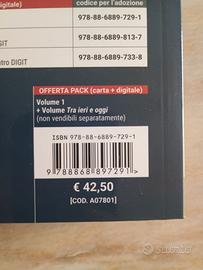 digitale)
codice per l'adozione
978-88-6889-729-1
IGIT
978-88-6889-813-7
tro DIGIT
978-88-6889-733-8
OFFERTA PACK (carta + digitale)
Volume 1
+ Volume Tra ieri e oggi
(non vendibili separatamente)
ISBN 978-88-6889-729-1
9 788868 897291 >
€ 42,50
[COD. A07801]
subito